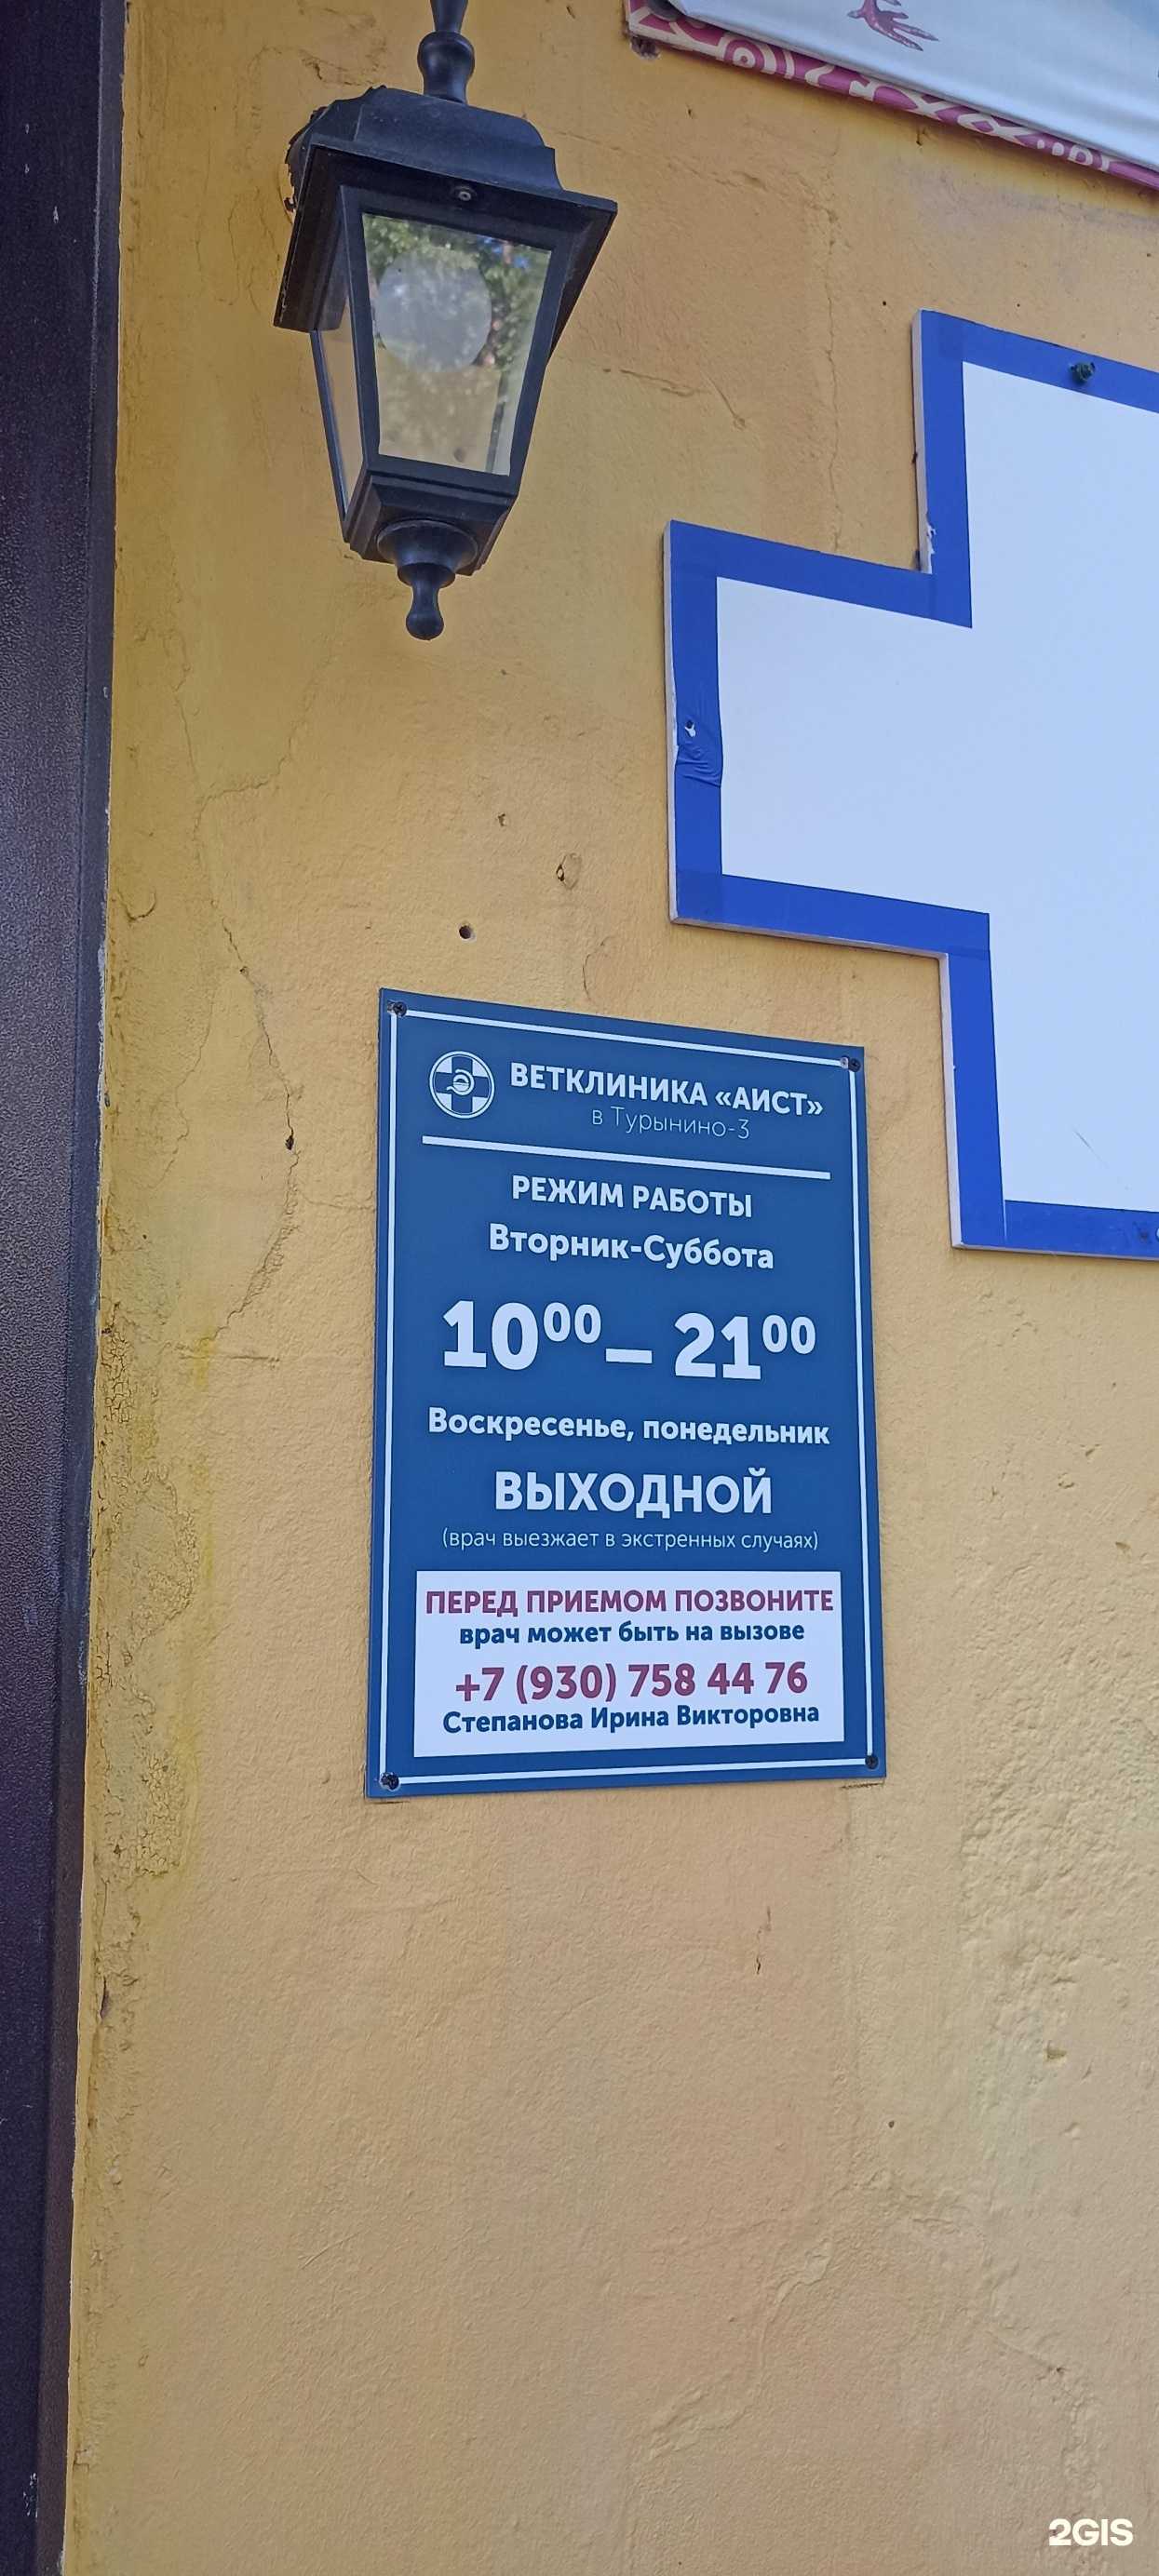 ВЕТКЛИНИКА «АИСТ»
в Турынино-3
РЕЖИМ РАБОТЫ
Вторник-Суббота
10⁰⁰ – 21⁰⁰
Воскресенье, понедельник
ВЫХОДНОЙ
(врач выезжает в экстренных случаях)
ПЕРЕД ПРИЕМОМ ПОЗВОНИТЕ
врач может быть на вызове
+7 (930) 758 44 76
Степанова Ирина Викторовна
2GIS